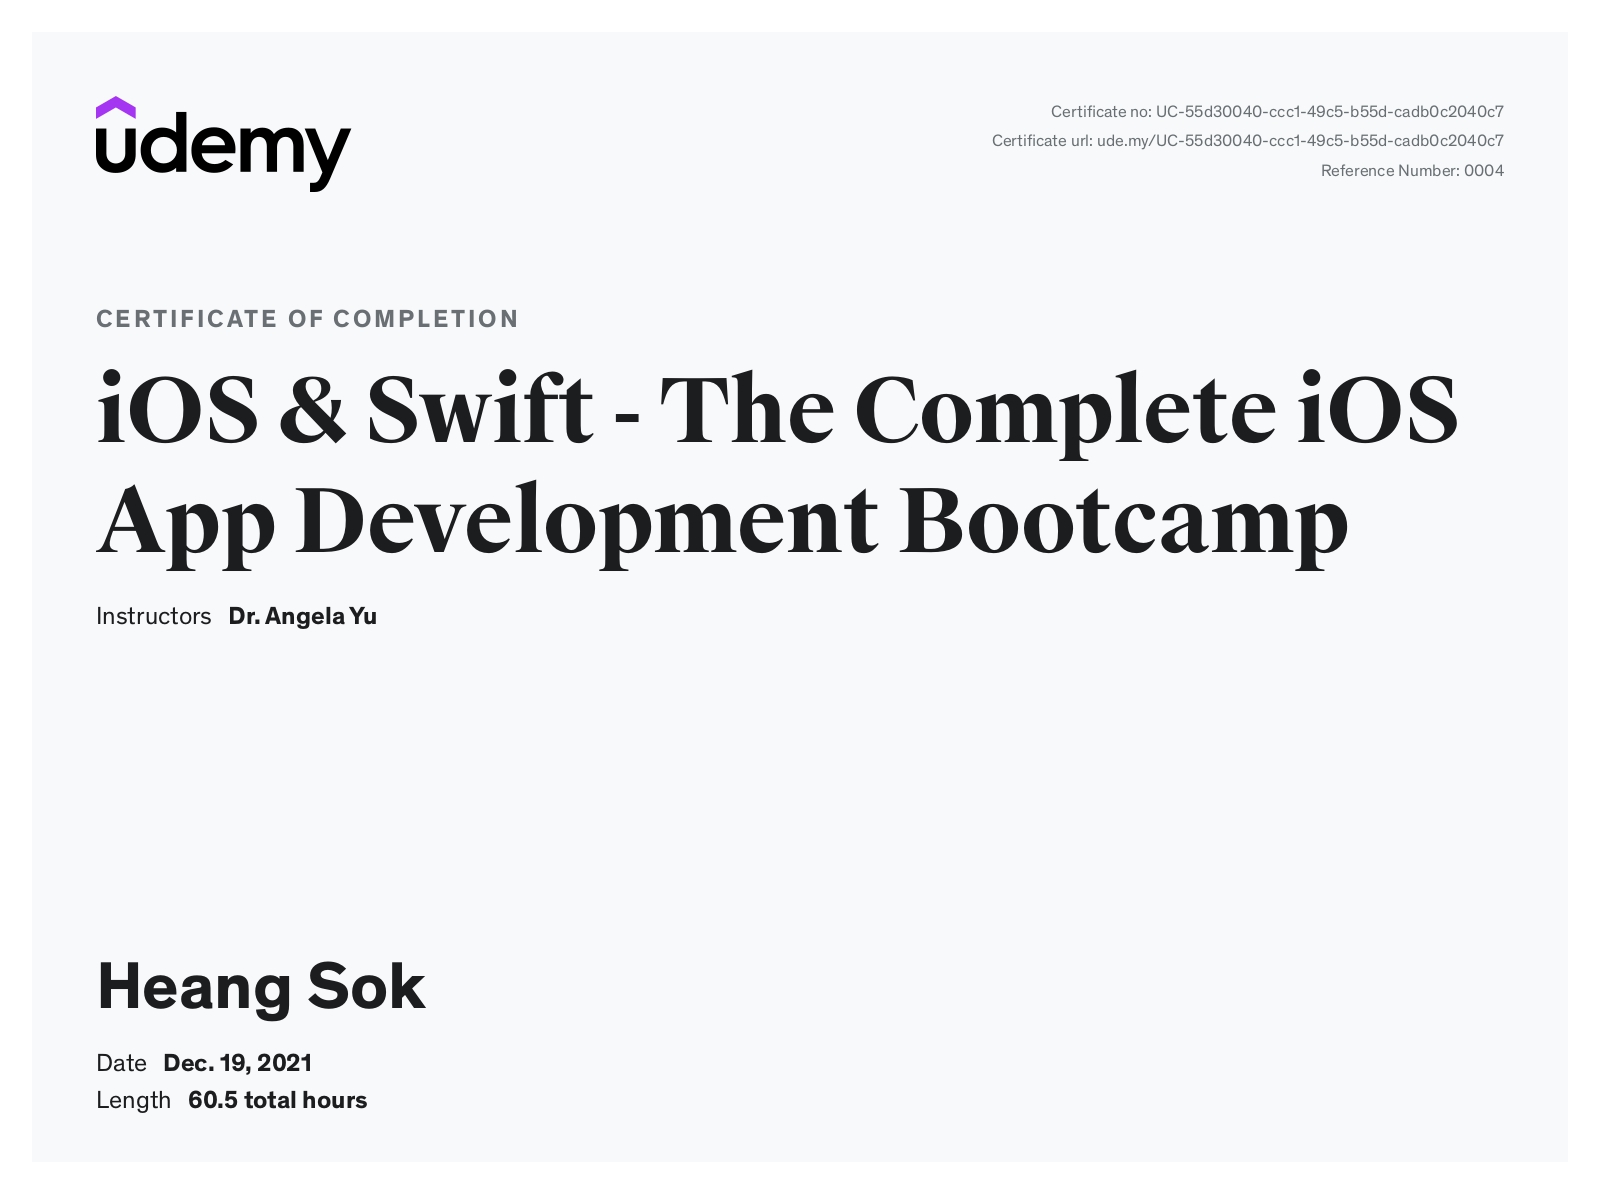 udemy
Certificate no: UC-55d30040-ccc1-49c5-b55d-cadb0c2040c7
Certificate url: ude.my/UC-55d30040-ccc1-49c5-b55d-cadb0c2040c7
Reference Number: 0004
CERTIFICATE OF COMPLETION
iOS & Swift - The Complete iOS
App Development Bootcamp
Instructors Dr. Angela Yu
Heang Sok
Date Dec. 19, 2021
Length 60.5 total hours